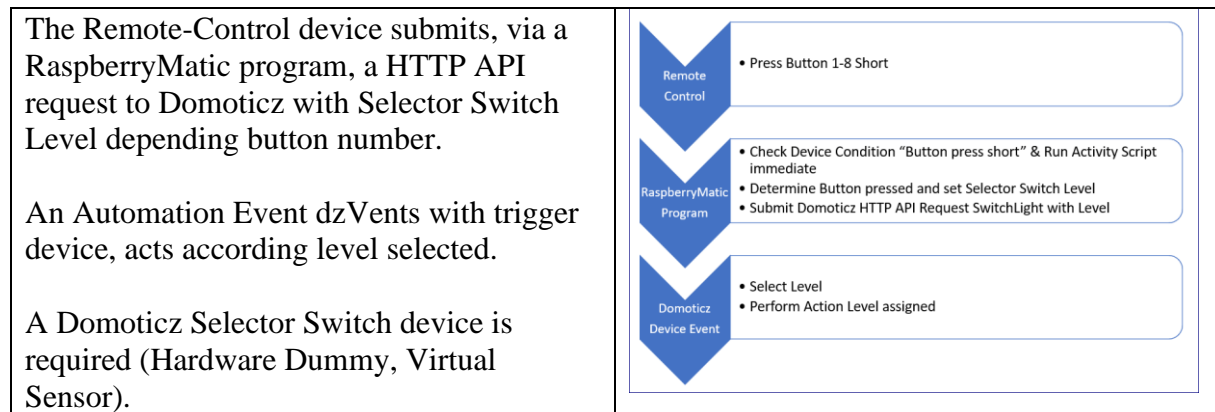 The Remote-Control device submits, via a
RaspberryMatic program, a HTTP API
request to Domoticz with Selector Switch
Level depending button number.
An Automation Event dzVents with trigger
device, acts according level selected.
A Domoticz Selector Switch device is
required (Hardware Dummy, Virtual
Sensor).
Remote
Control
• Press Button 1-8 Short
RaspberryMatic
Program
• Check Device Condition “Button press short” & Run Activity Script
immediate
• Determine Button pressed and set Selector Switch Level
• Submit Domoticz HTTP API Request SwitchLight with Level
Domoticz
Device Event
• Select Level
• Perform Action Level assigned